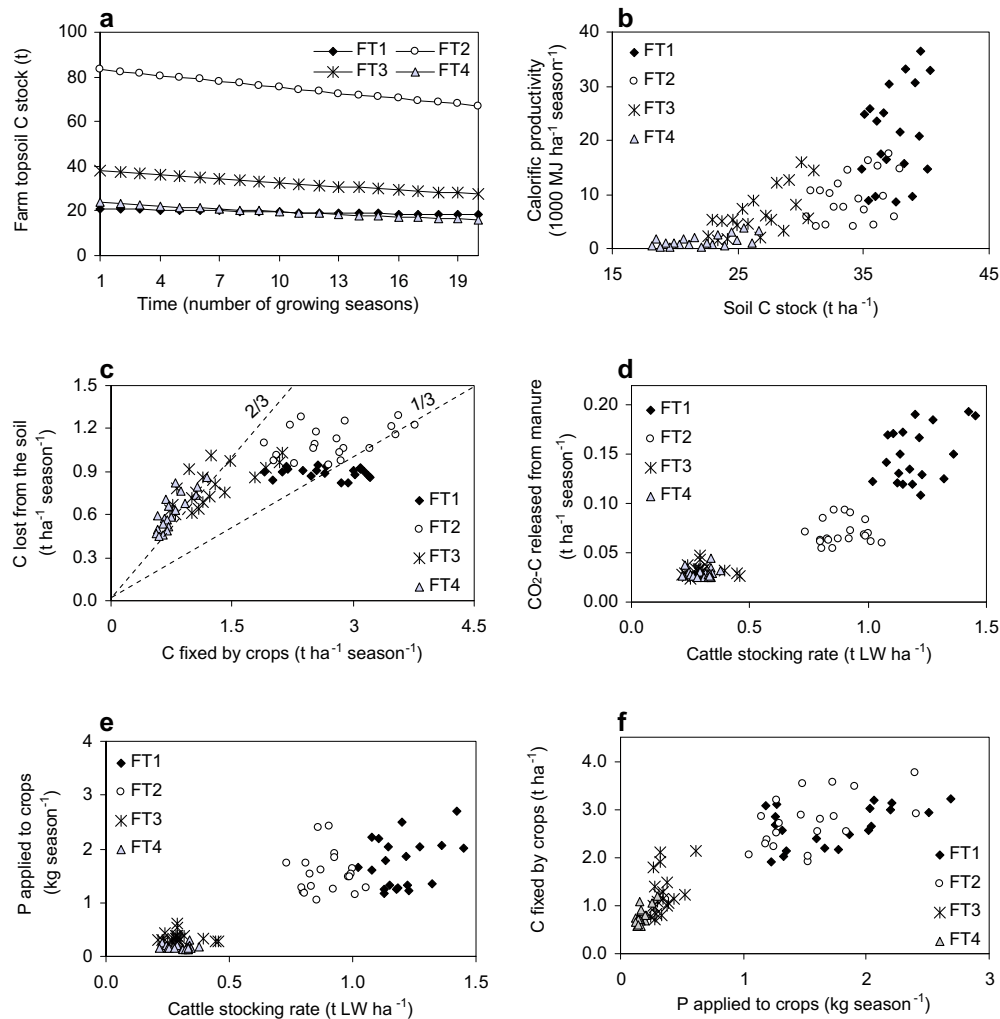 a
Farm topsoil C stock (t)
100
80
60
40
20
0
FT1 FT2
FT3 FT4
1 4 7 10 13 16 19
Time (number of growing seasons)
b
Calorific productivity
(1000 MJ ha⁻¹ season⁻¹)
40
30
20
10
0
FT1
FT2
FT3
FT4
15 25 35 45
Soil C stock (t ha⁻¹)
c
C lost from the soil
(t ha⁻¹ season⁻¹)
1.5
1.2
0.9
0.6
0.3
0.0
2/3
1/3
FT1
FT2
FT3
FT4
0 1.5 3.0 4.5
C fixed by crops (t ha⁻¹ season⁻¹)
d
CO₂-C released from manure
(t ha⁻¹ season⁻¹)
0.20
0.15
0.10
0.05
0.00
FT1
FT2
FT3
FT4
0.0 0.5 1.0 1.5
Cattle stocking rate (t LW ha⁻¹)
e
P applied to crops
(kg season⁻¹)
4
3
2
1
0
FT1
FT2
FT3
FT4
0.0 0.5 1.0 1.5
Cattle stocking rate (t LW ha⁻¹)
f
C fixed by crops (t ha⁻¹)
4.0
3.0
2.0
1.0
0.0
FT1
FT2
FT3
FT4
0 1 2 3
P applied to crops (kg season⁻¹)